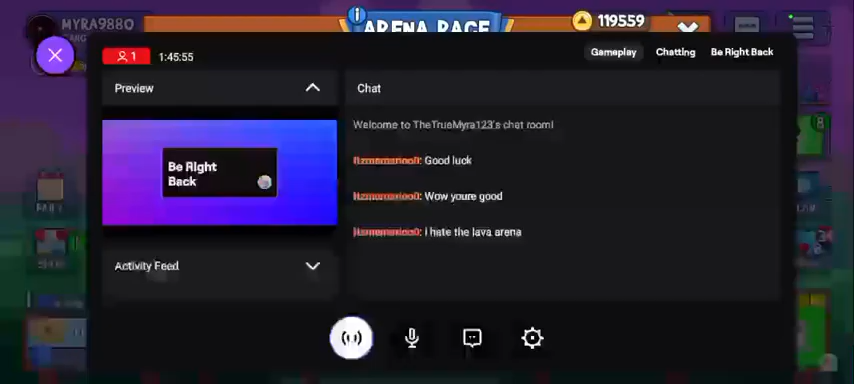 MYRA9880
ARENA RACE
119559
1
1:45:55
Gameplay
Chatting
Be Right Back
Preview
Chat
Welcome to TheTrueMyra123's chat room!
Be Right
Back
: Good luck
: Wow youre good
: I hate the lava arena
Activity Feed